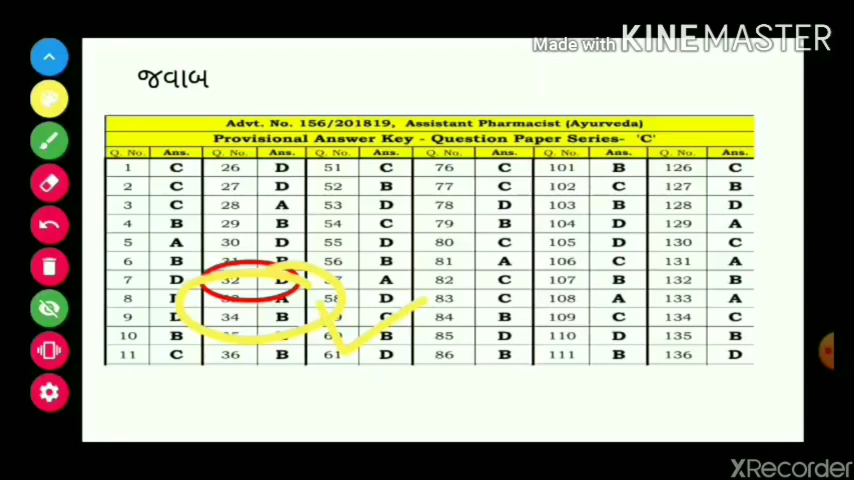 Made with KINEMASTER
જવાબ
Advt. No. 156/201819, Assistant Pharmacist (Ayurveda)
Provisional Answer Key - Question Paper Series- 'C'
Q. No. Ans. Q. No. Ans. Q. No. Ans. Q. No. Ans. Q. No. Ans. Q. No. Ans.
1 C 26 D 51 C 76 C 101 B 126 C
2 C 27 D 52 B 77 C 102 C 127 B
3 C 28 A 53 D 78 D 103 B 128 D
4 B 29 B 54 C 79 B 104 D 129 A
5 A 30 D 55 D 80 C 105 D 130 C
6 B 31 56 B 81 A 106 C 131 A
7 D 32 D A 82 C 107 B 132 B
8 A 58 D 83 C 108 A 133 A
9 34 B C 84 B 109 C 134 C
10 B B 85 D 110 D 135 B
11 C 36 B 61 D 86 B 111 B 136 D
XRecorder